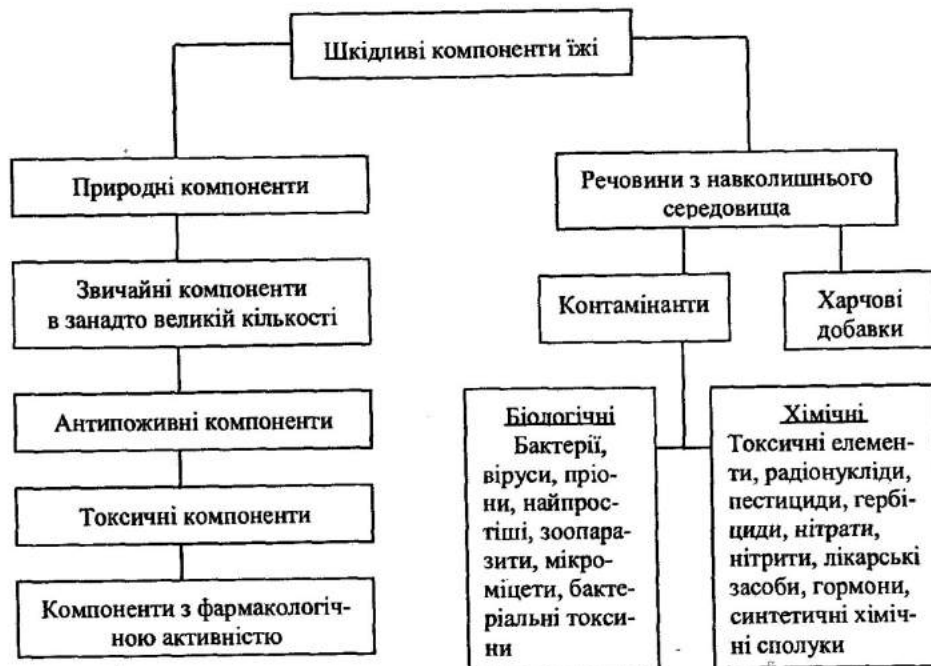 Шкідливі компоненти їжі
Природні компоненти
Звичайні компоненти
в занадто великій кількості
Антипоживні компоненти
Токсичні компоненти
Компоненти з фармакологіч-
ною активністю
Речовини з навколишнього
середовища
Контамінанти
Харчові
добавки
Біологічні
Бактерії,
віруси, пріо-
ни, найпрос-
тіші, зоопара-
зити, мікро-
міцети, бакте-
ріальні токси-
ни
Хімічні
Токсичні елемен-
ти, радіонукліди,
пестициди, гербі-
циди, нітрати,
нітрити, лікарські
засоби, гормони,
синтетичні хіміч-
ні сполуки